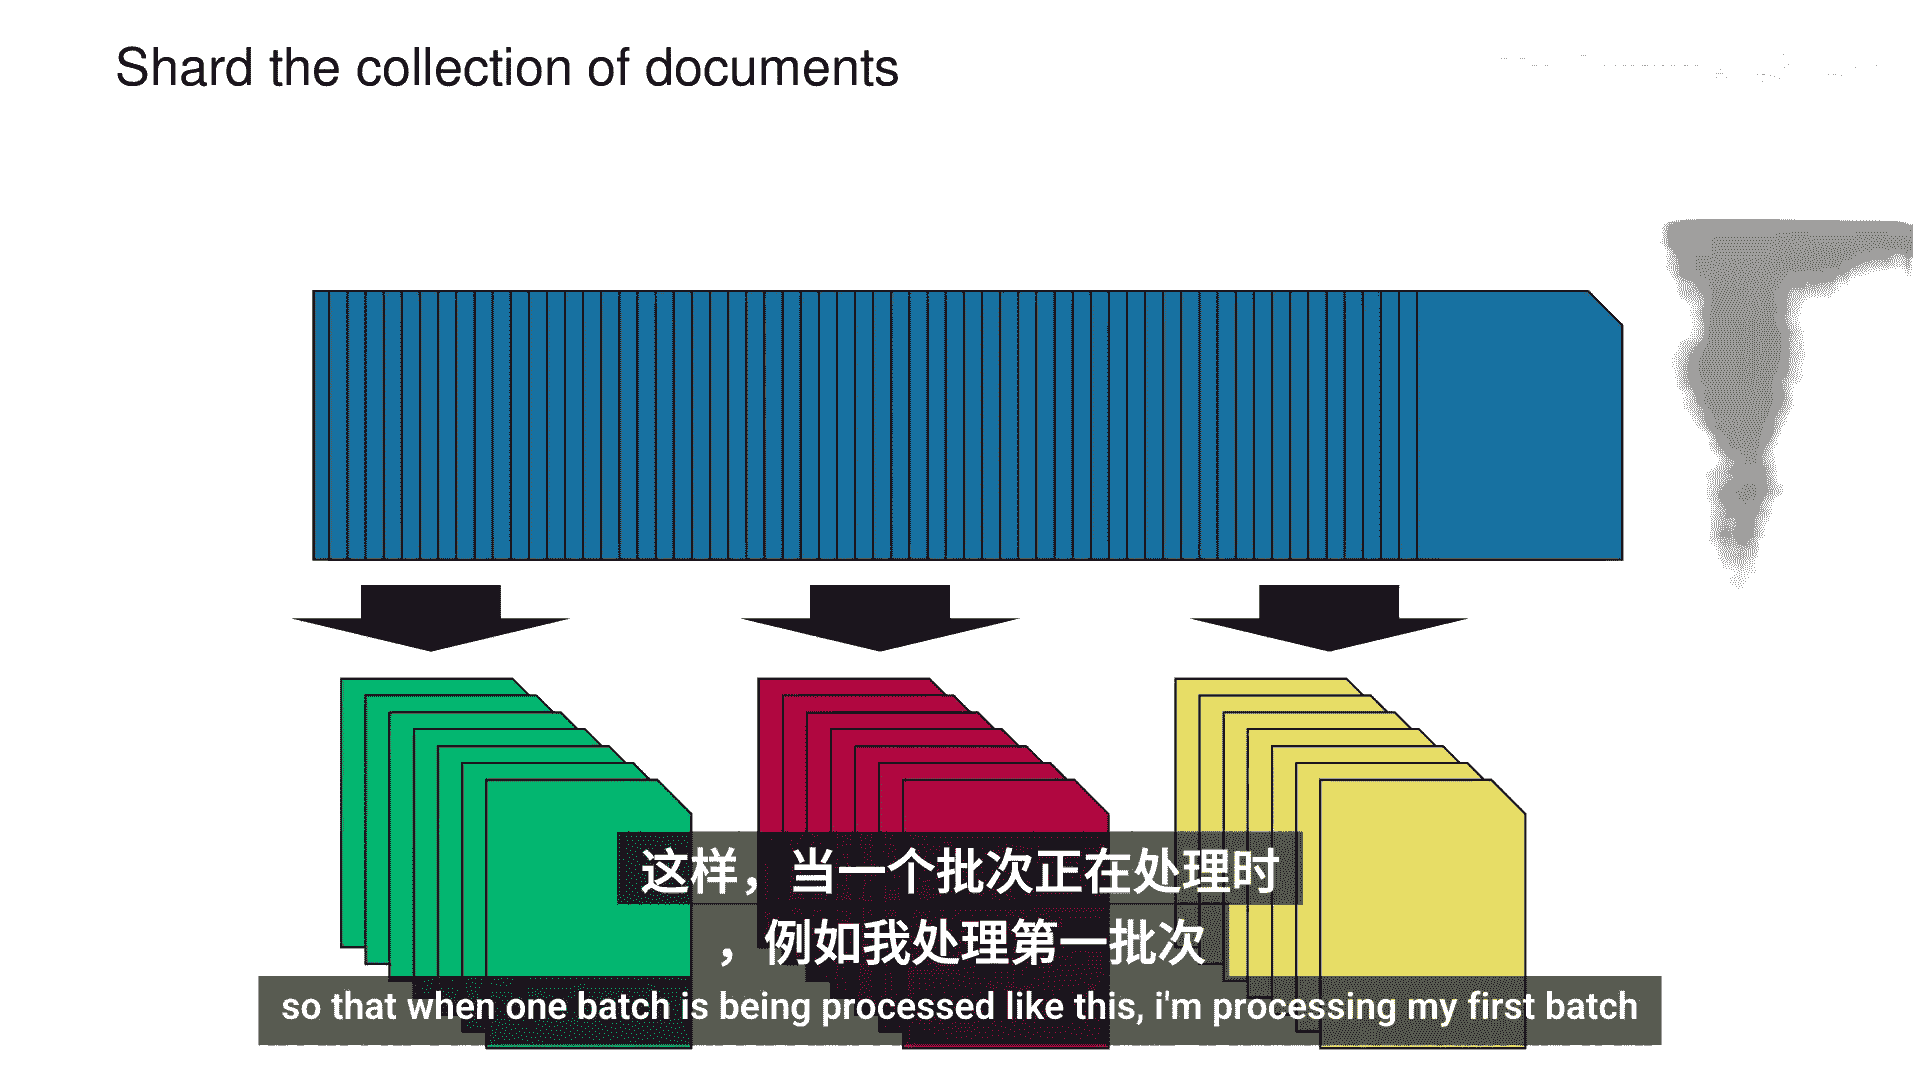 Shard the collection of documents
这样，当一个批次正在处理时
，例如我处理第一批次
so that when one batch is being processed like this, i'm processing my first batch